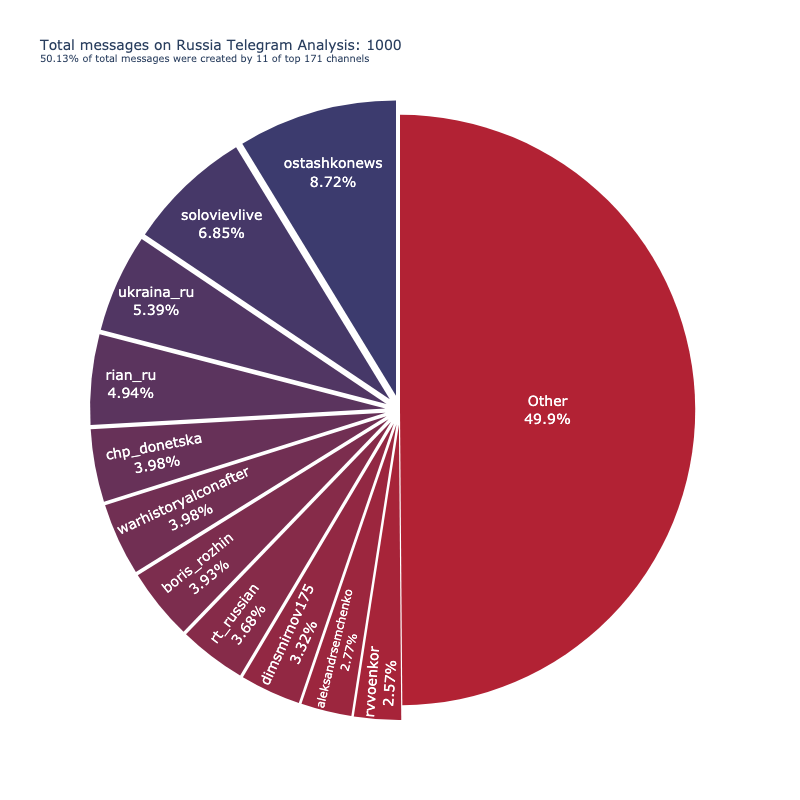 Total messages on Russia Telegram Analysis: 1000
50.13% of total messages were created by 11 of top 171 channels
ostashkonews
8.72%
solovievlive
6.85%
ukraina_ru
5.39%
rian_ru
4.94%
chp_donetska
3.98%
warhistoryalconafter
3.98%
boris_rozhin
3.93%
rt_russian
3.68%
dimsmirnov175
3.32%
aleksandrsemchenko
2.77%
rvvoenkor
2.57%
Other
49.9%